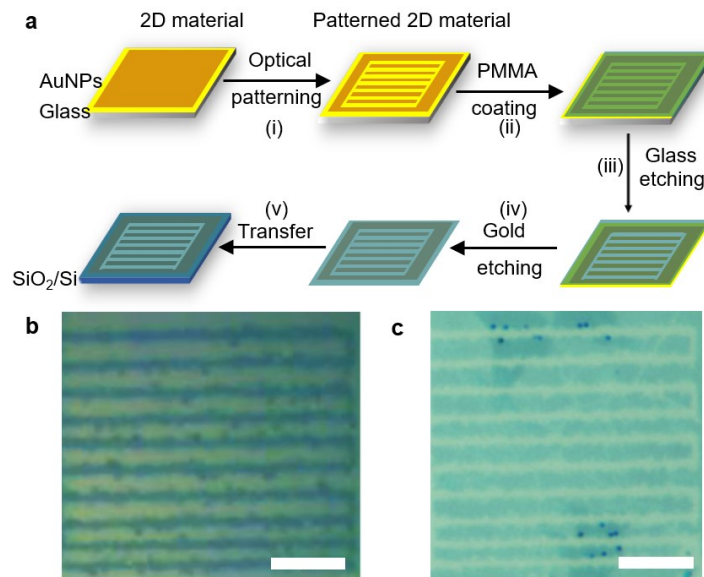 a
2D material
Patterned 2D material
AuNPs
Glass
Optical
patterning
(i)
PMMA
coating
(ii)
(iii)
Glass
etching
(iv)
Gold
etching
(v)
Transfer
SiO₂/Si
b
c